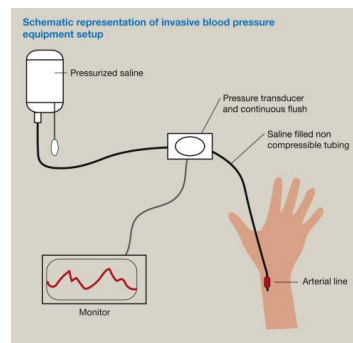 Schematic representation of invasive blood pressure
equipment setup
Pressurized saline
Pressure transducer
and continuous flush
Saline filled non
compressible tubing
Arterial line
Monitor